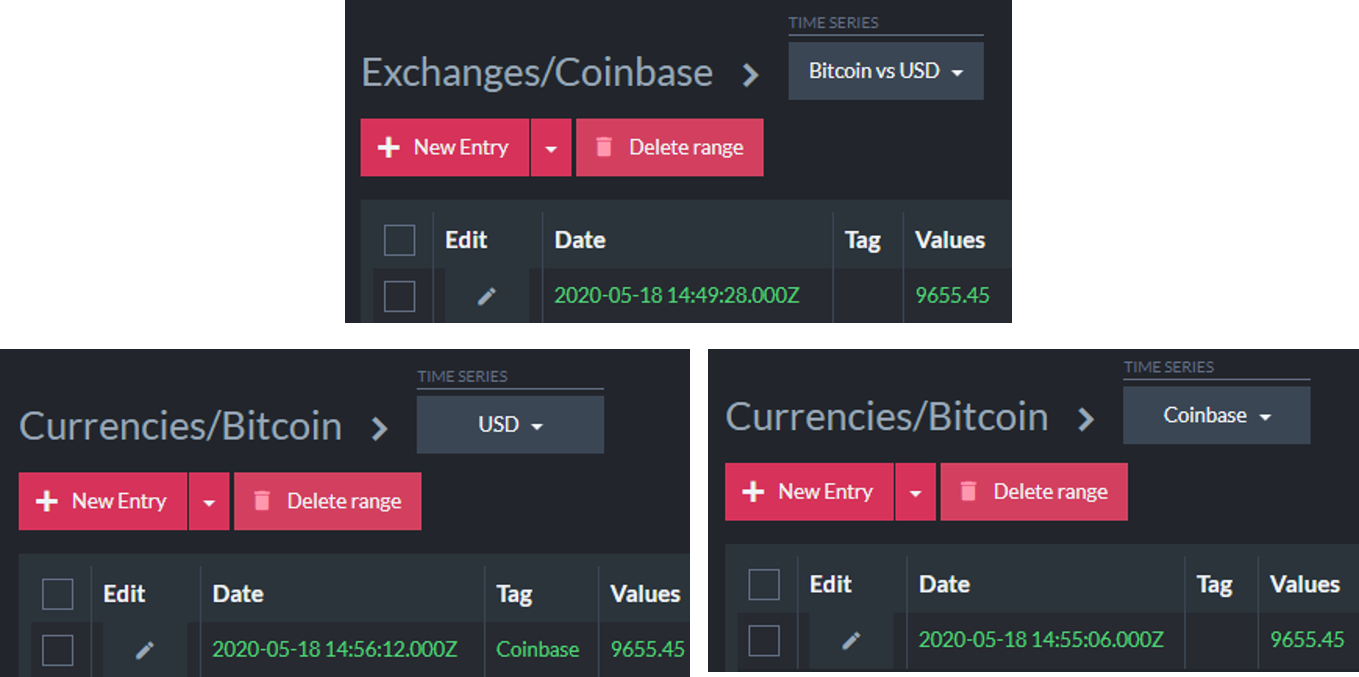 TIME SERIES
Exchanges/Coinbase > Bitcoin vs USD
New Entry Delete range
Edit Date Tag Values
2020-05-18 14:49:28.000Z 9655.45
TIME SERIES
Currencies/Bitcoin > USD
New Entry Delete range
Edit Date Tag Values
2020-05-18 14:56:12.000Z Coinbase 9655.45
TIME SERIES
Currencies/Bitcoin > Coinbase
New Entry Delete range
Edit Date Tag Values
2020-05-18 14:55:06.000Z 9655.45